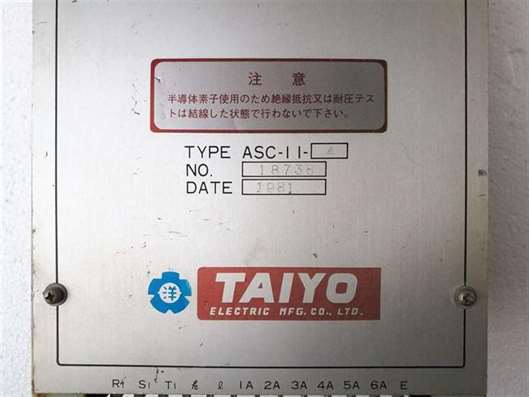 注意
半導体素子使用のため絶縁抵抗又は耐圧テス
トは結線した状態で行わないで下さい。
TYPE ASC-11-4
NO. 18738
DATE 1981
洋 TAIYO
ELECTRIC MFG. CO., LTD.
R1 S1 T1 k l 1A 2A 3A 4A 5A 6A E